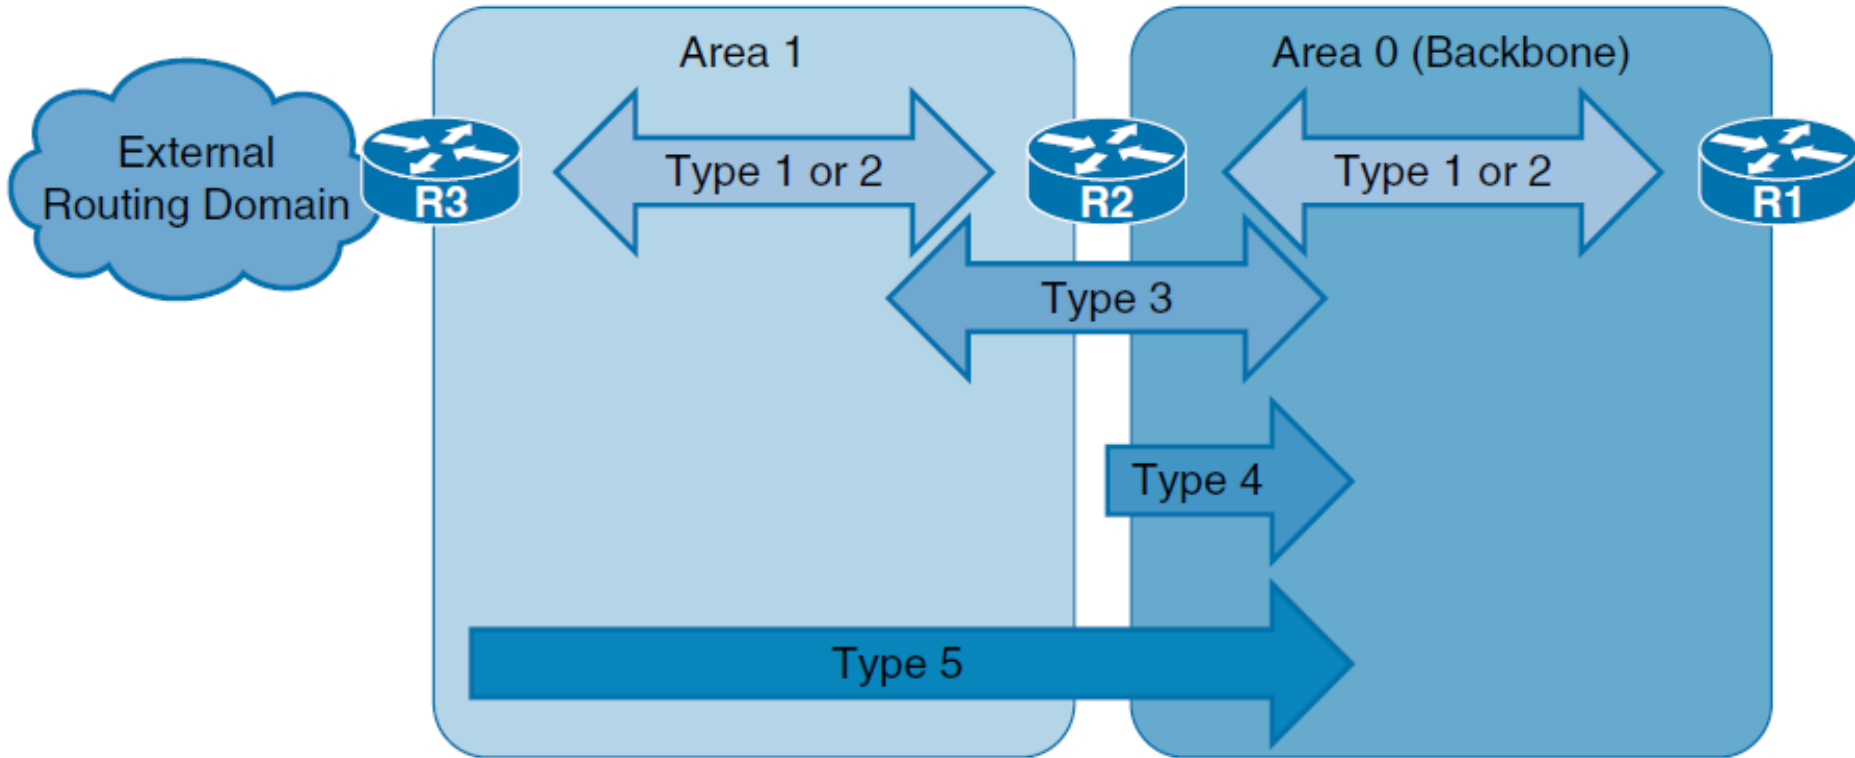 Area 1
Area 0 (Backbone)
External
Routing Domain
R3
Type 1 or 2
R2
Type 1 or 2
R1
Type 3
Type 4
Type 5